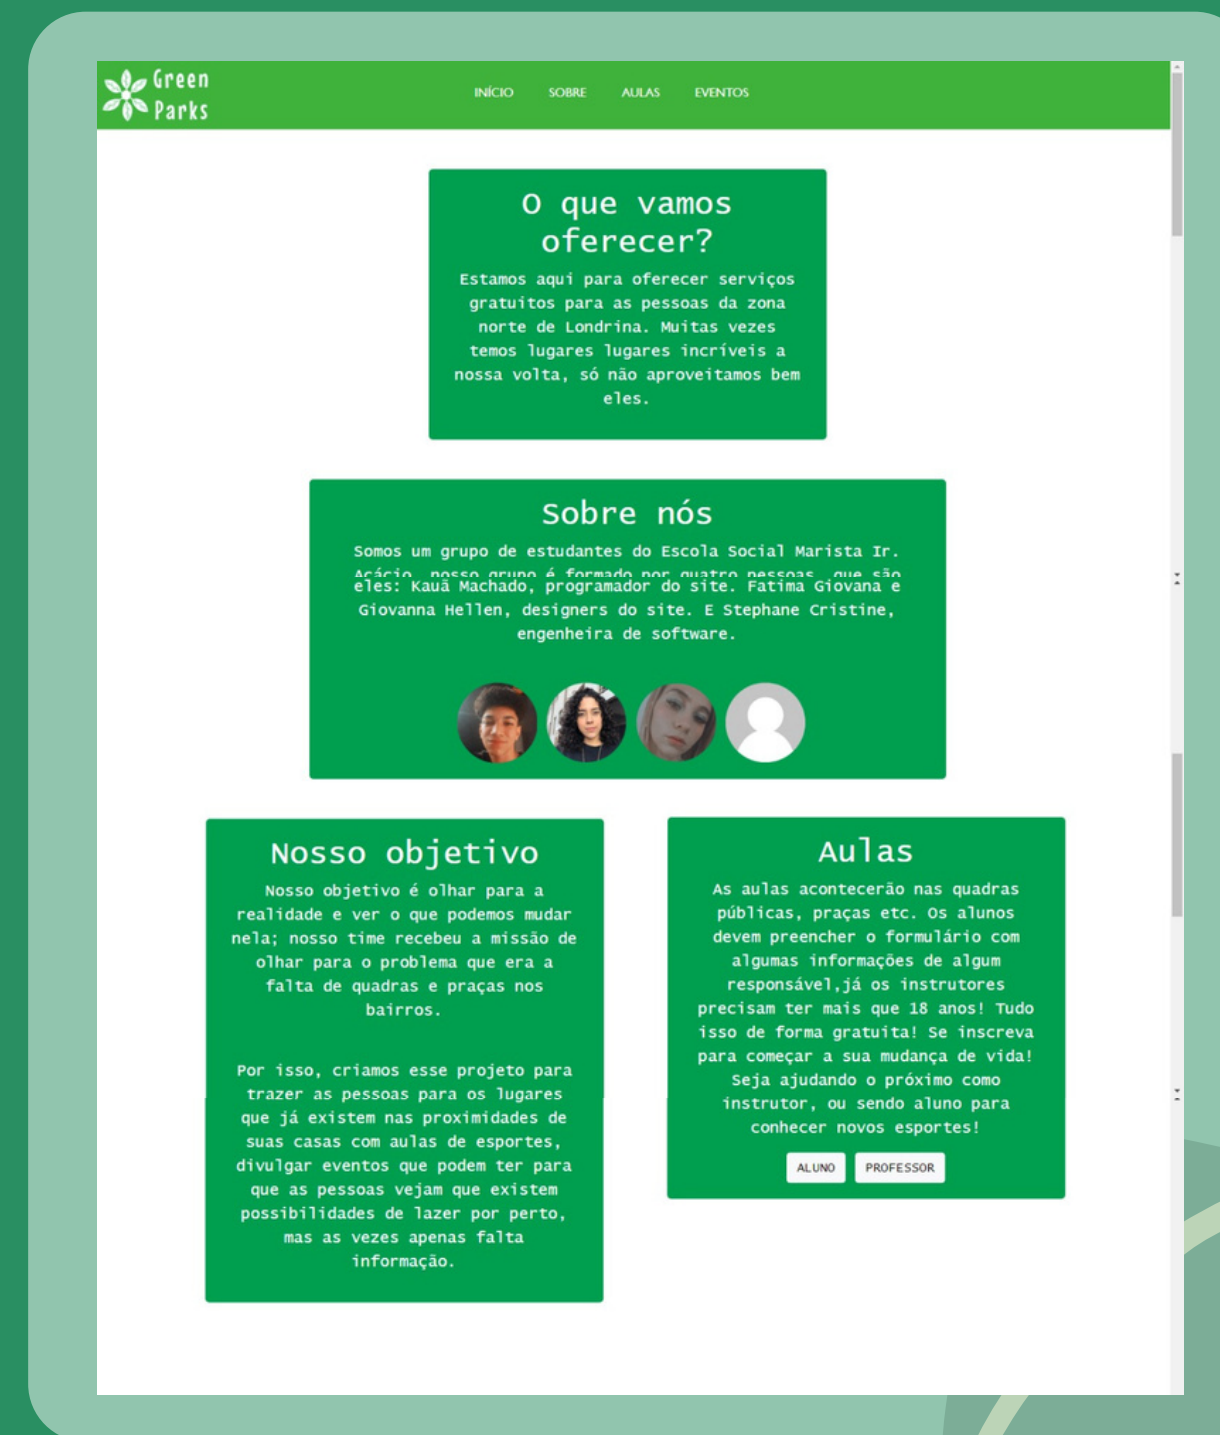 Green
Parks
INÍCIO SOBRE AULAS EVENTOS
O que vamos
oferecer?
Estamos aqui para oferecer serviços
gratuitos para as pessoas da zona
norte de Londrina. Muitas vezes
temos lugares lugares incríveis a
nossa volta, só não aproveitamos bem
eles.
Sobre nós
Somos um grupo de estudantes do Escola Social Marista Ir.
Acácio, nosso grupo é formado por quatro pessoas, que são
eles: Kauã Machado, programador do site. Fatima Giovana e
Giovanna Hellen, designers do site. E Stephane Cristine,
engenheira de software.
Nosso objetivo
Nosso objetivo é olhar para a
realidade e ver o que podemos mudar
nela; nosso time recebeu a missão de
olhar para o problema que era a
falta de quadras e praças nos
bairros.
Por isso, criamos esse projeto para
trazer as pessoas para os lugares
que já existem nas proximidades de
suas casas com aulas de esportes,
divulgar eventos que podem ter para
que as pessoas vejam que existem
possibilidades de lazer por perto,
mas as vezes apenas falta
informação.
Aulas
As aulas acontecerão nas quadras
públicas, praças etc. Os alunos
devem preencher o formulário com
algumas informações de algum
responsável,já os instrutores
precisam ter mais que 18 anos! Tudo
isso de forma gratuita! Se inscreva
para começar a sua mudança de vida!
Seja ajudando o próximo como
instrutor, ou sendo aluno para
conhecer novos esportes!
ALUNO PROFESSOR